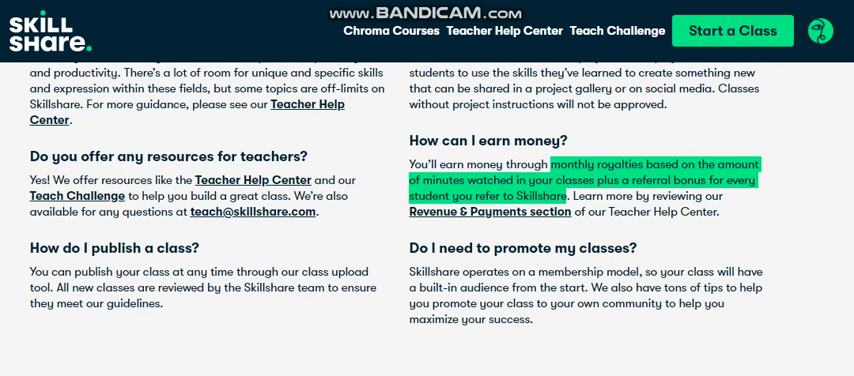 www.BANDICAM.com
SKILL
SHARE.
Chroma Courses Teacher Help Center Teach Challenge Start a Class
and productivity. There's a lot of room for unique and specific skills
and expression within these fields, but some topics are off-limits on
Skillshare. For more guidance, please see our Teacher Help
Center.
Do you offer any resources for teachers?
Yes! We offer resources like the Teacher Help Center and our
Teach Challenge to help you build a great class. We're also
available for any questions at teach@skillshare.com.
How do I publish a class?
You can publish your class at any time through our class upload
tool. All new classes are reviewed by the Skillshare team to ensure
they meet our guidelines.
students to use the skills they've learned to create something new
that can be shared in a project gallery or on social media. Classes
without project instructions will not be approved.
How can I earn money?
You'll earn money through monthly royalties based on the amount
of minutes watched in your classes plus a referral bonus for every
student you refer to Skillshare. Learn more by reviewing our
Revenue & Payments section of our Teacher Help Center.
Do I need to promote my classes?
Skillshare operates on a membership model, so your class will have
a built-in audience from the start. We also have tons of tips to help
you promote your class to your own community to help you
maximize your success.